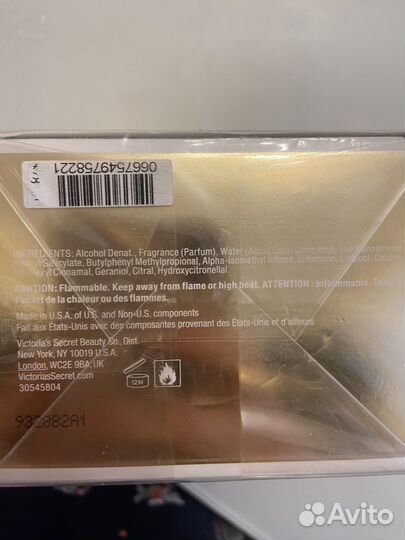 0667549758221
INGREDIENTS: Alcohol Denat., Fragrance (Parfum), Water (Aqua, Eau), Citric Acid,
Salicylate, Butylphenyl Methylpropional, Alpha-Isomethyl Ionone, Limonene, Linalool,
Hexyl Cinnamal, Geraniol, Citral, Hydroxycitronellal.
CAUTION: Flammable. Keep away from flame or high heat. ATTENTION : Inflammable.
l'écart de la chaleur ou des flammes.
Made in U.S.A. of U.S. and Non-U.S. components
Fait aux États-Unis avec des composantes provenant des États-Unis et d'ailleurs
Victoria's Secret Beauty Co. Dist.
New York, NY 10019 U.S.A.
London, WC2E 9BA, UK
VictoriasSecret.com
30545804
12M
9320B2A1
Avito